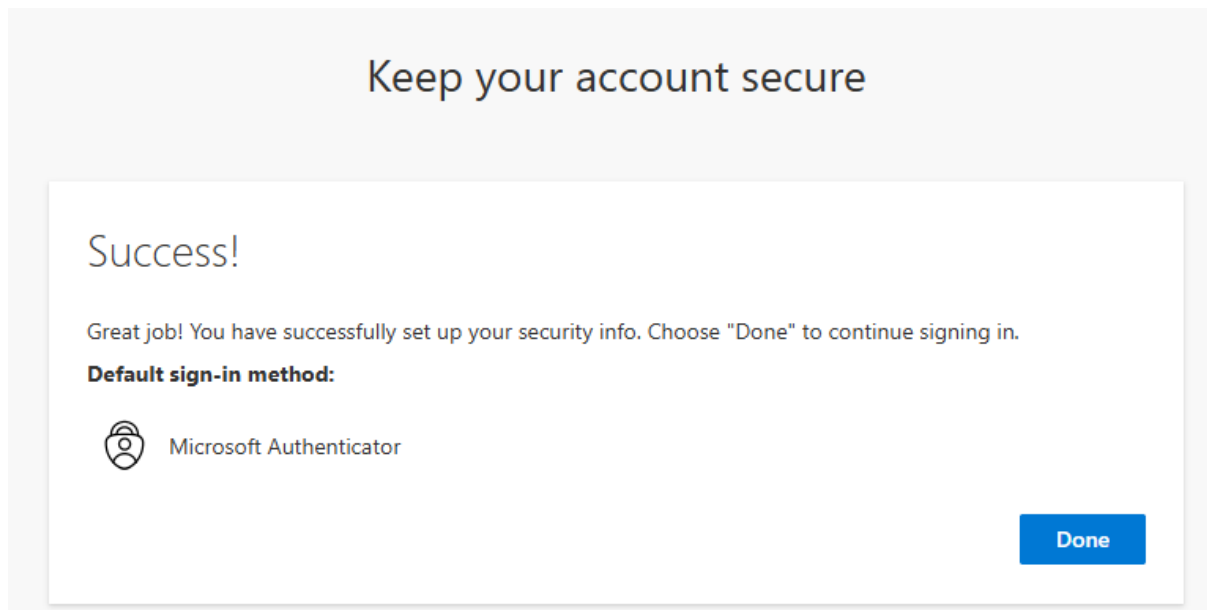 Keep your account secure
Success!
Great job! You have successfully set up your security info. Choose "Done" to continue signing in.
Default sign-in method:
Microsoft Authenticator
Done